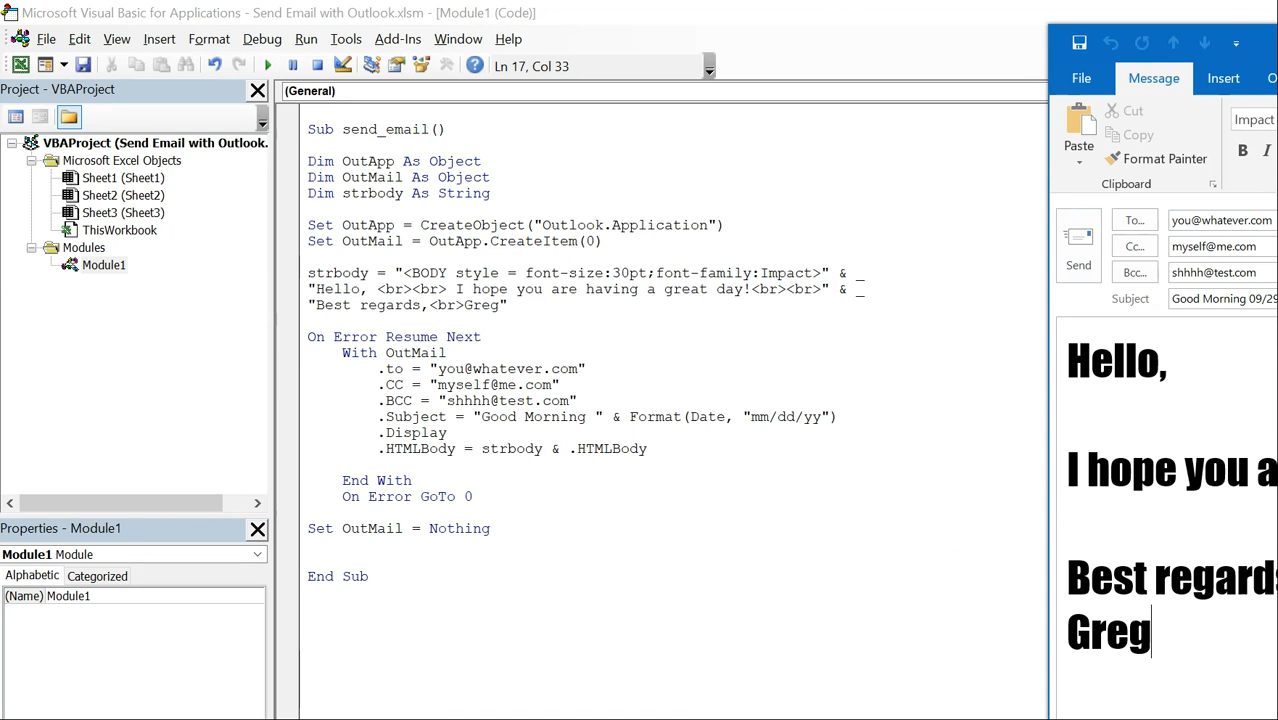 Microsoft Visual Basic for Applications - Send Email with Outlook.xlsm - [Module1 (Code)]
File Edit View Insert Format Debug Run Tools Add-Ins Window Help
Ln 17, Col 33
Project - VBAProject
VBAProject (Send Email with Outlook.
Microsoft Excel Objects
Sheet1 (Sheet1)
Sheet2 (Sheet2)
Sheet3 (Sheet3)
ThisWorkbook
Modules
Module1
Properties - Module1
Module1 Module
Alphabetic Categorized
(Name) Module1
(General)
Sub send_email()
Dim OutApp As Object
Dim OutMail As Object
Dim strbody As String
Set OutApp = CreateObject("Outlook.Application")
Set OutMail = OutApp.CreateItem(0)
strbody = "<BODY style = font-size:30pt;font-family:Impact>" & _
"Hello, <br><br> I hope you are having a great day!<br><br>" & _
"Best regards,<br>Greg"
On Error Resume Next
With OutMail
.to = "you@whatever.com"
.CC = "myself@me.com"
.BCC = "shhhh@test.com"
.Subject = "Good Morning " & Format(Date, "mm/dd/yy")
.Display
.HTMLBody = strbody & .HTMLBody
End With
On Error GoTo 0
Set OutMail = Nothing
End Sub
File Message Insert O
Paste
Cut
Copy
Format Painter
Clipboard
Impact
B I
Send
To... you@whatever.com
Cc... myself@me.com
Bcc... shhhh@test.com
Subject Good Morning 09/29
Hello,
I hope you a
Best regards
Greg